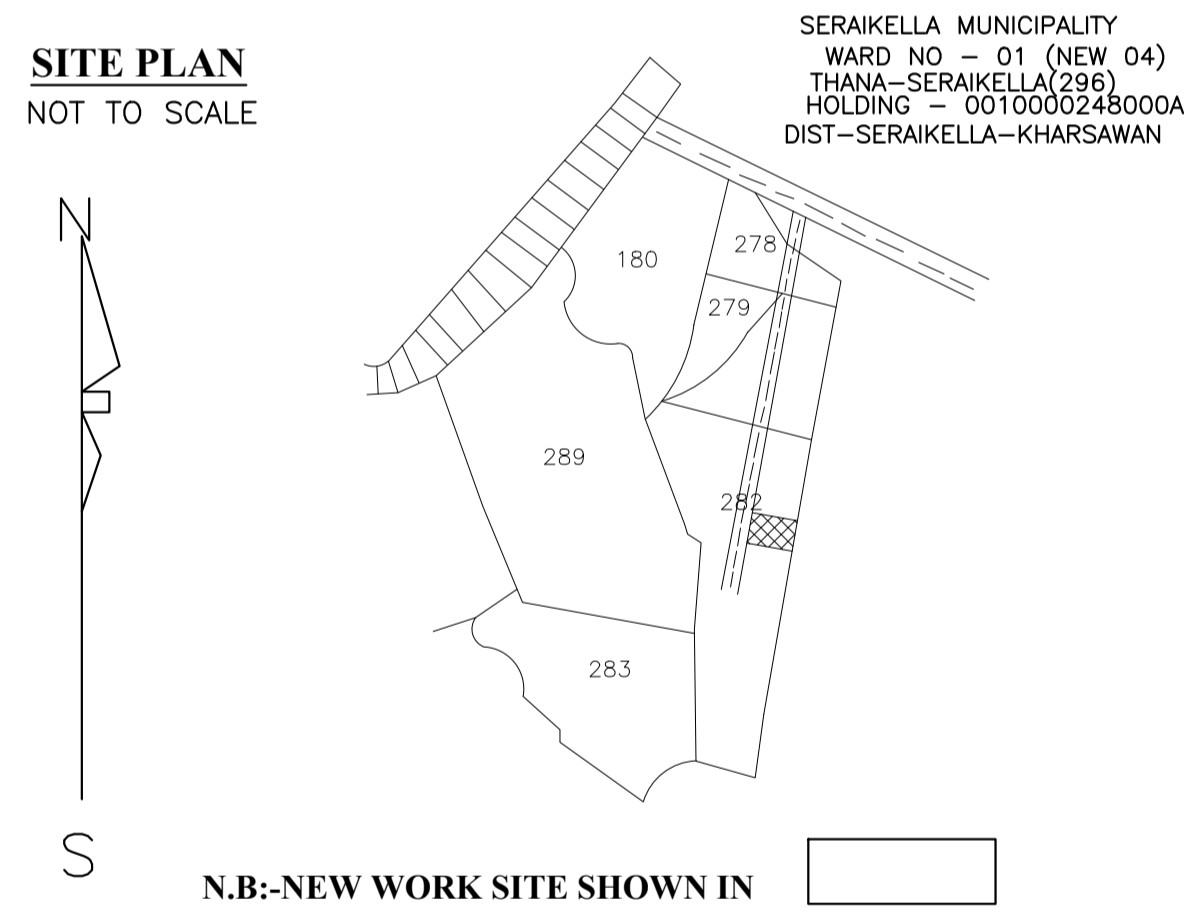 SITE PLAN
NOT TO SCALE
SERAIKELLA MUNICIPALITY
WARD NO - 01 (NEW 04)
THANA-SERAIKELLA(296)
HOLDING - 0010000248000A
DIST-SERAIKELLA-KHARSAWAN
N
180
278
279
289
282
283
S
N.B:-NEW WORK SITE SHOWN IN